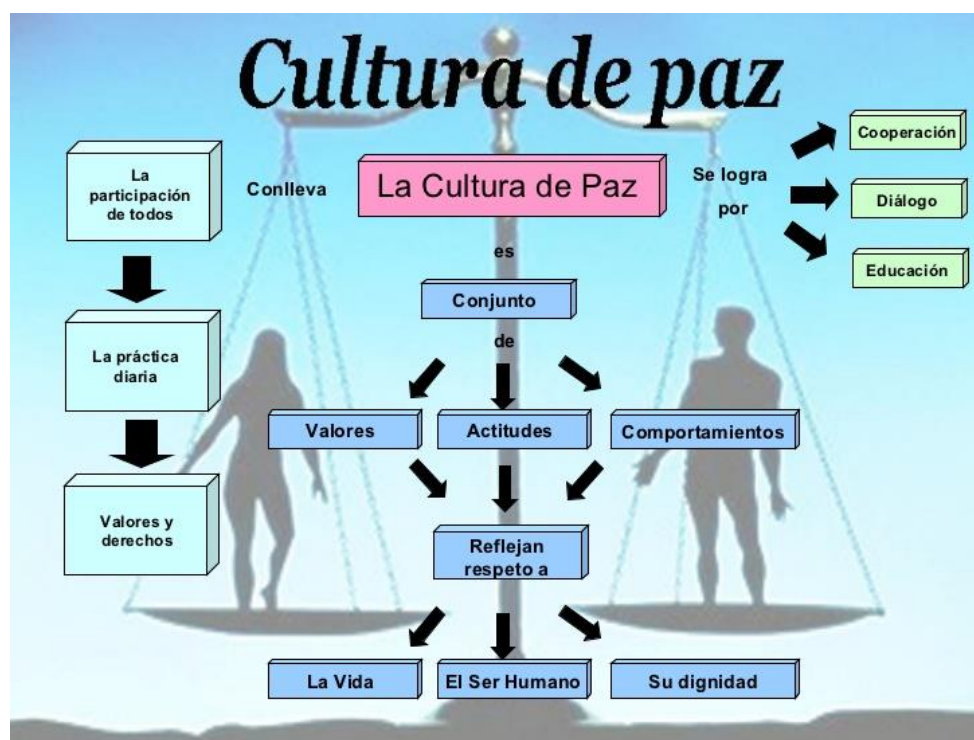 Cultura de paz
La
participación
de todos
Conlleva
La Cultura de Paz
Se logra
por
Cooperación
Diálogo
Educación
es
Conjunto
de
La práctica
diaria
Valores
Actitudes
Comportamientos
Valores y
derechos
Reflejan
respeto a
La Vida
El Ser Humano
Su dignidad